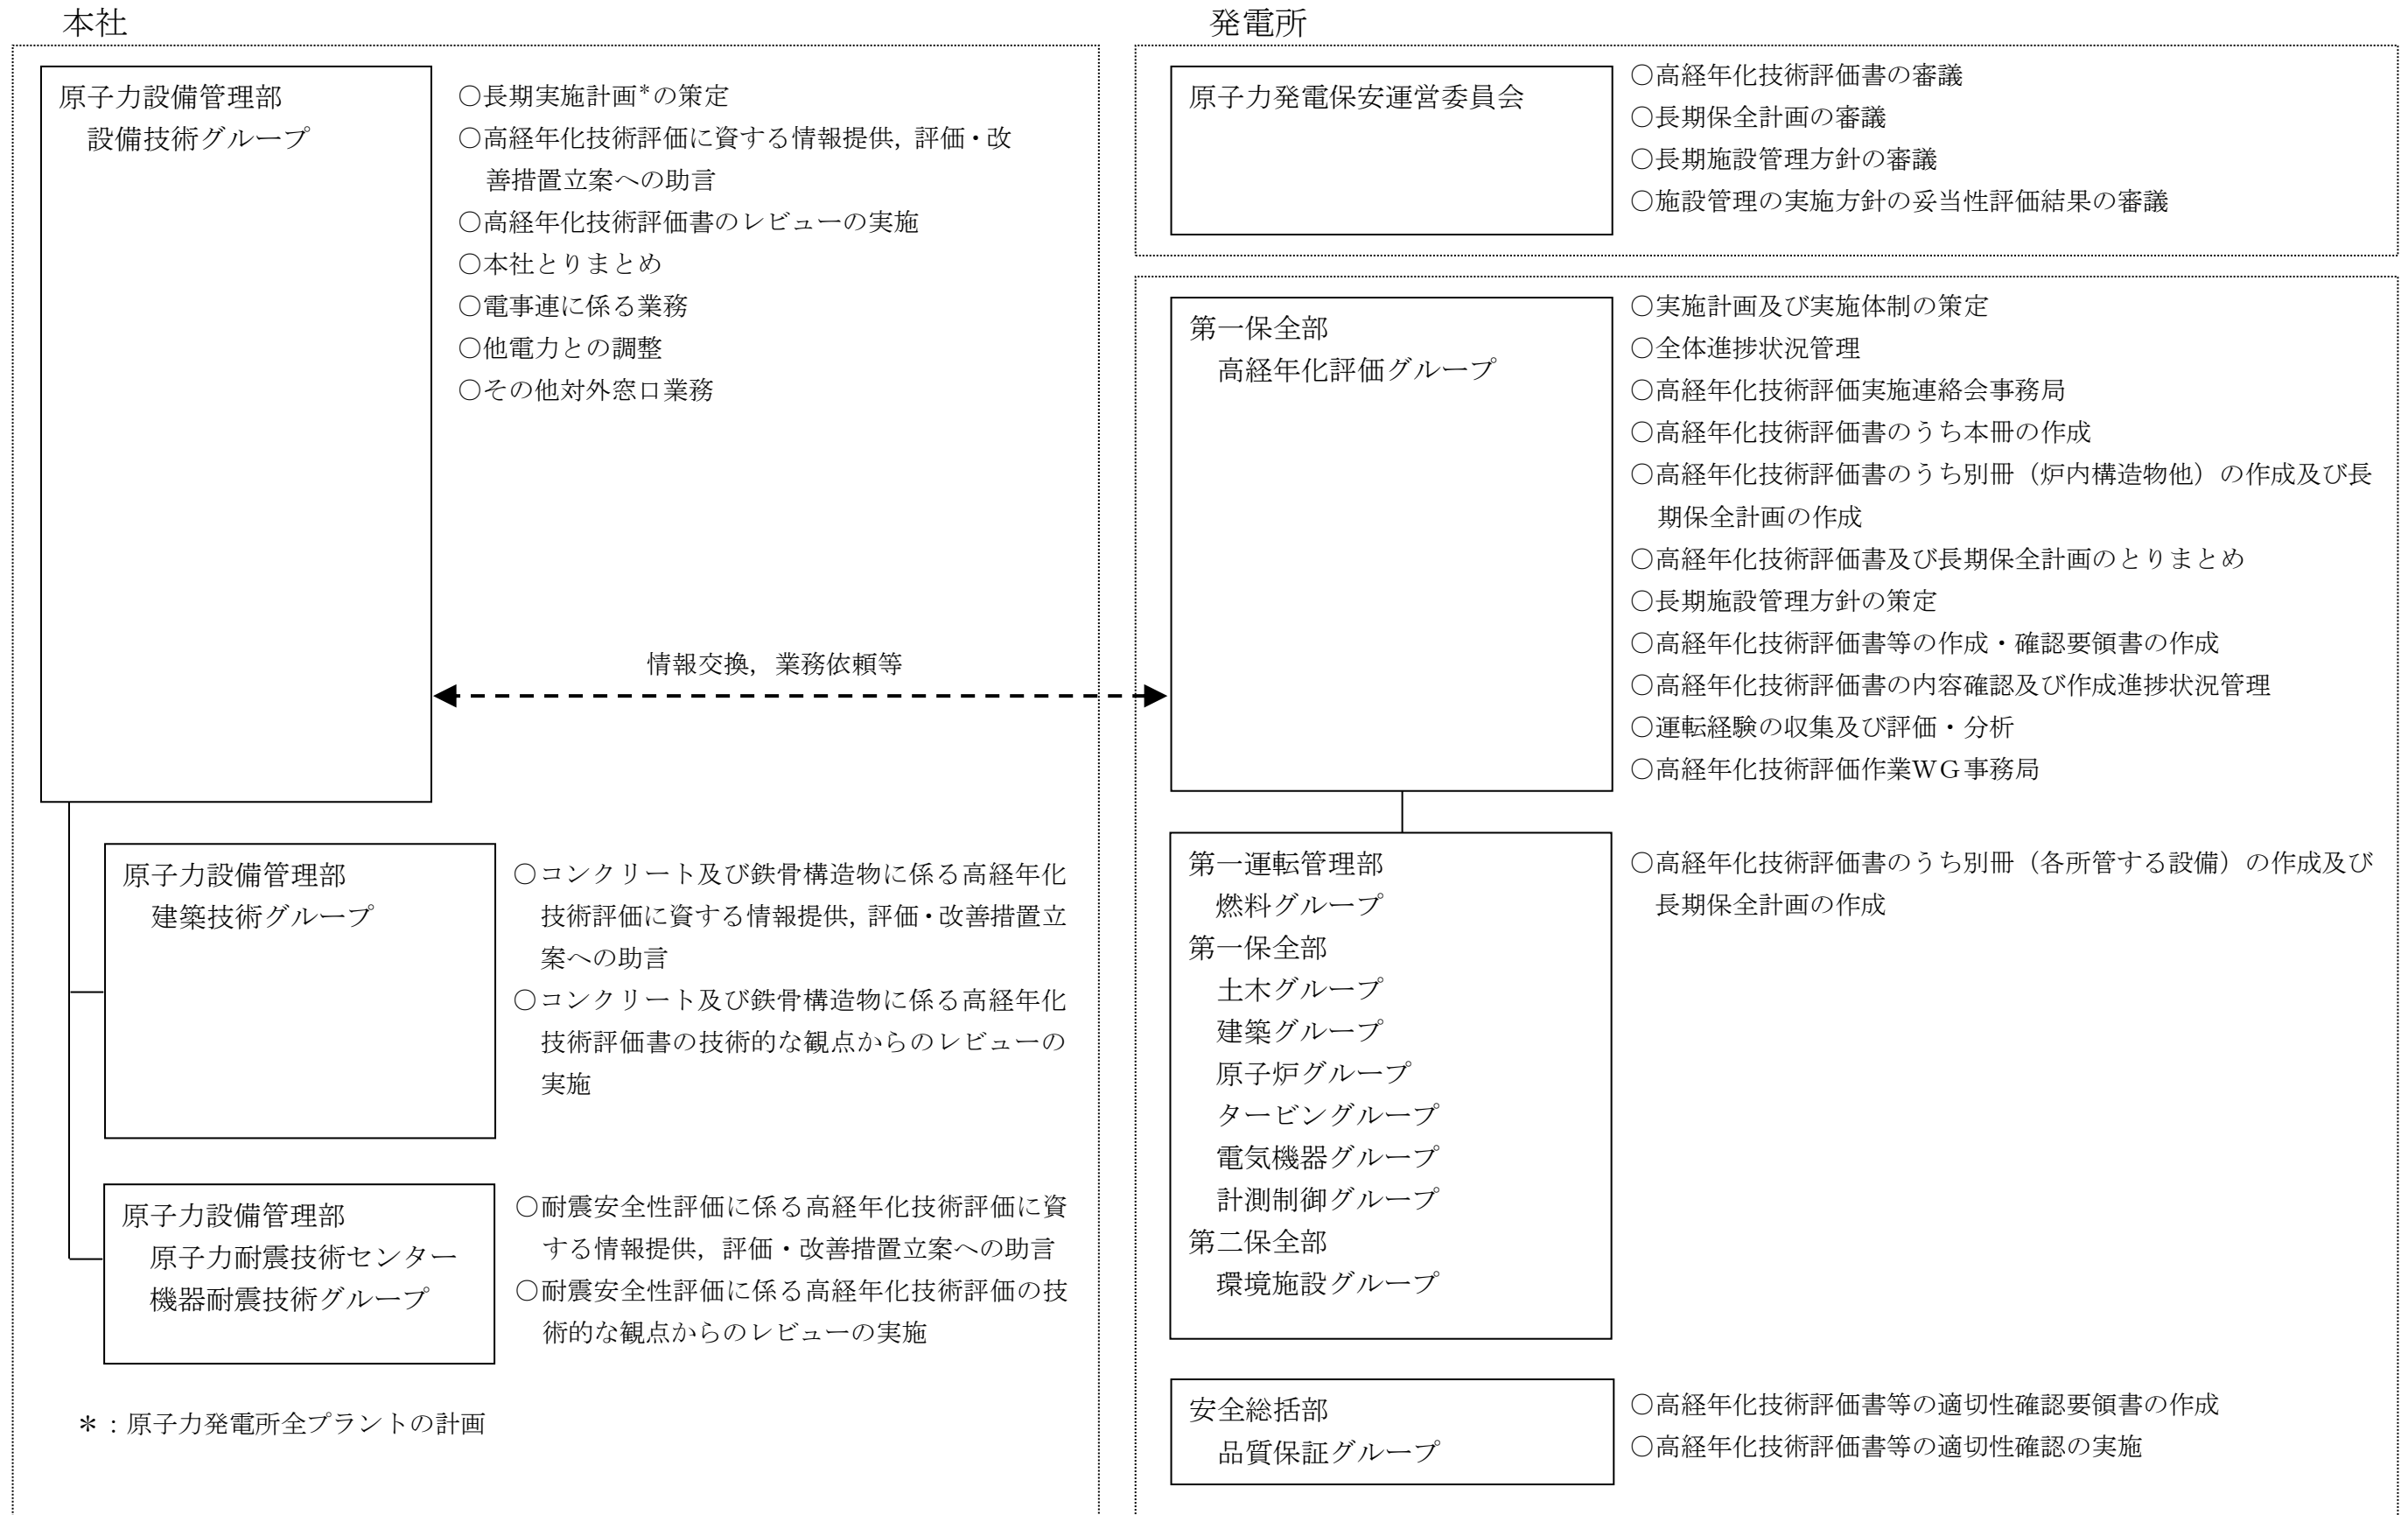 本社
原子力設備管理部
設備技術グループ
○長期実施計画*の策定
○高経年化技術評価に資する情報提供，評価・改
善措置立案への助言
○高経年化技術評価書のレビューの実施
○本社とりまとめ
○電事連に係る業務
○他電力との調整
○その他対外窓口業務
情報交換，業務依頼等
原子力設備管理部
建築技術グループ
○コンクリート及び鉄骨構造物に係る高経年化
技術評価に資する情報提供，評価・改善措置立
案への助言
○コンクリート及び鉄骨構造物に係る高経年化
技術評価書の技術的な観点からのレビューの
実施
原子力設備管理部
原子力耐震技術センター
機器耐震技術グループ
○耐震安全性評価に係る高経年化技術評価に資
する情報提供，評価・改善措置立案への助言
○耐震安全性評価に係る高経年化技術評価の技
術的な観点からのレビューの実施
＊：原子力発電所全プラントの計画
発電所
原子力発電保安運営委員会
○高経年化技術評価書の審議
○長期保全計画の審議
○長期施設管理方針の審議
○施設管理の実施方針の妥当性評価結果の審議
第一保全部
高経年化評価グループ
○実施計画及び実施体制の策定
○全体進捗状況管理
○高経年化技術評価実施連絡会事務局
○高経年化技術評価書のうち本冊の作成
○高経年化技術評価書のうち別冊（炉内構造物他）の作成及び長
期保全計画の作成
○高経年化技術評価書及び長期保全計画のとりまとめ
○長期施設管理方針の策定
○高経年化技術評価書等の作成・確認要領書の作成
○高経年化技術評価書の内容確認及び作成進捗状況管理
○運転経験の収集及び評価・分析
○高経年化技術評価作業ＷＧ事務局
第一運転管理部
燃料グループ
第一保全部
土木グループ
建築グループ
原子炉グループ
タービングループ
電気機器グループ
計測制御グループ
第二保全部
環境施設グループ
○高経年化技術評価書のうち別冊（各所管する設備）の作成及び
長期保全計画の作成
安全総括部
品質保証グループ
○高経年化技術評価書等の適切性確認要領書の作成
○高経年化技術評価書等の適切性確認の実施